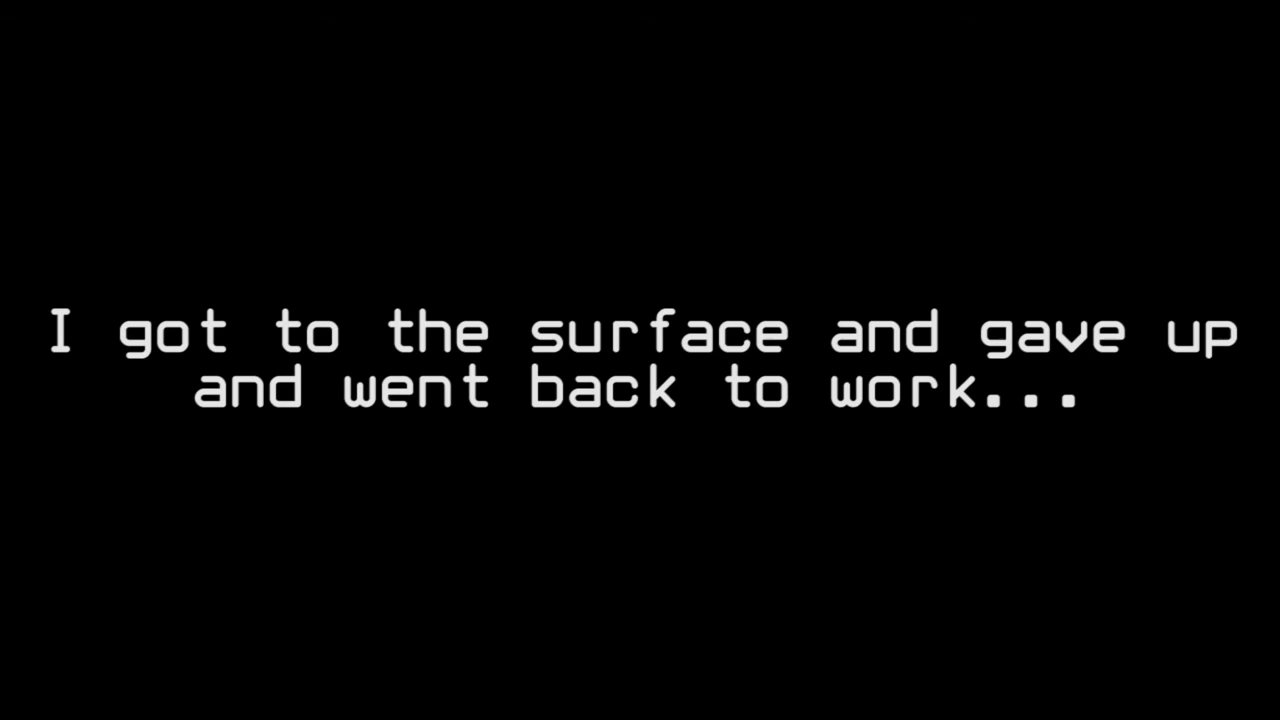 I got to the surface and gave up
and went back to work...